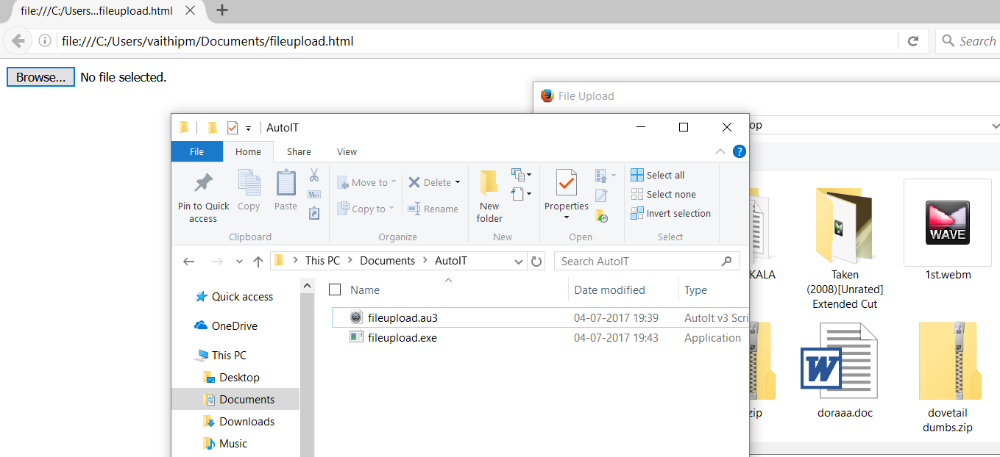 file:///C:/Users...fileupload.html
file:///C:/Users/vaithipm/Documents/fileupload.html
Search
Browse... No file selected.
File Upload
op
AutoIT
File Home Share View
Pin to Quick access
Copy
Paste
Clipboard
Move to
Copy to
Delete
Rename
Organize
New folder
New
Properties
Open
Select all
Select none
Invert selection
Select
This PC Documents AutoIT
Search AutoIT
Quick access
OneDrive
This PC
Desktop
Documents
Downloads
Music
Name Date modified Type
fileupload.au3 04-07-2017 19:39 AutoIt v3 Scri
fileupload.exe 04-07-2017 19:43 Application
KALA
Taken
(2008)[Unrated]
Extended Cut
WAVE
1st.webm
zip
W
doraaa.doc
dovetail
dumbs.zip